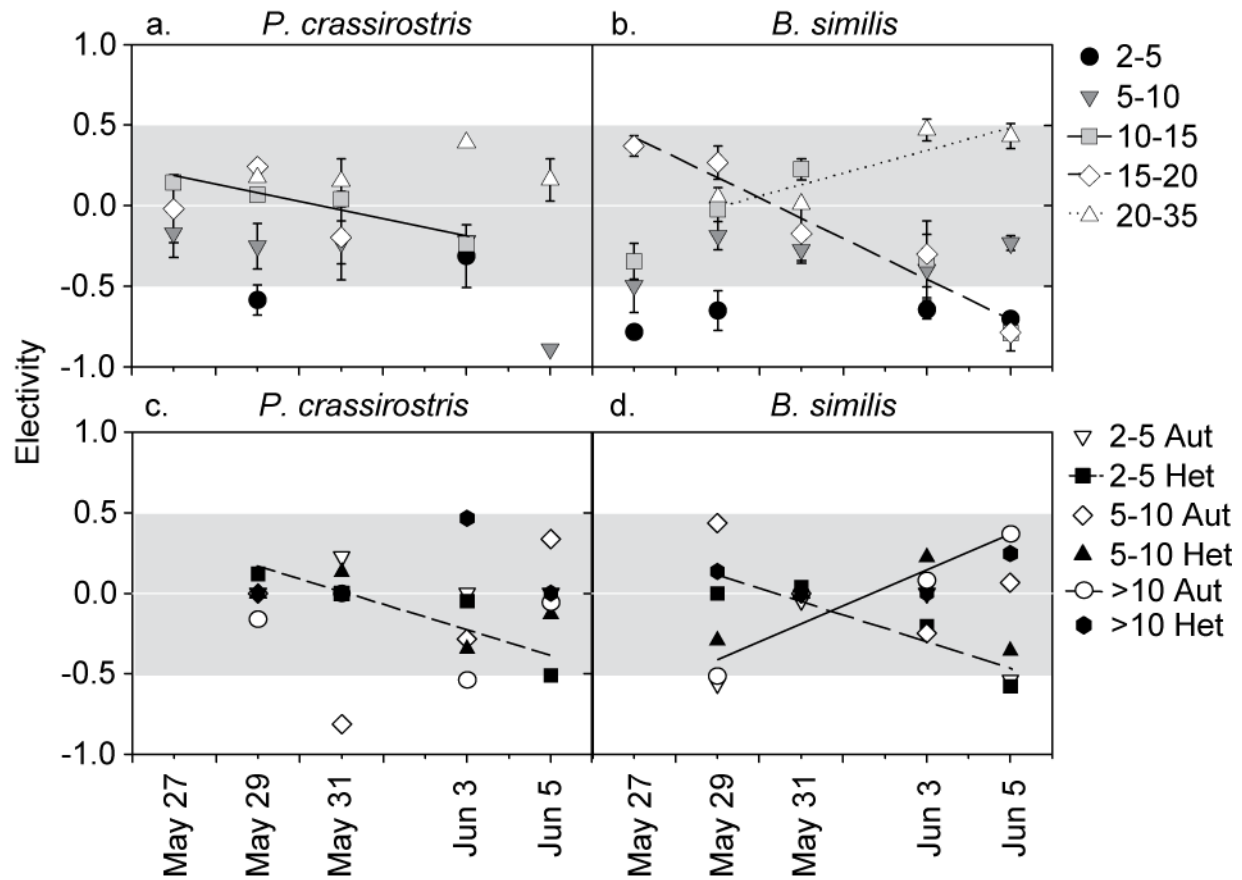 a. P. crassirostris
b. B. similis
1.0
0.5
0.0
-0.5
-1.0
2-5
5-10
10-15
15-20
20-35
Electivity
c. P. crassirostris
d. B. similis
1.0
0.5
0.0
-0.5
-1.0
2-5 Aut
2-5 Het
5-10 Aut
5-10 Het
>10 Aut
>10 Het
May 27
May 29
May 31
Jun 3
Jun 5
May 27
May 29
May 31
Jun 3
Jun 5